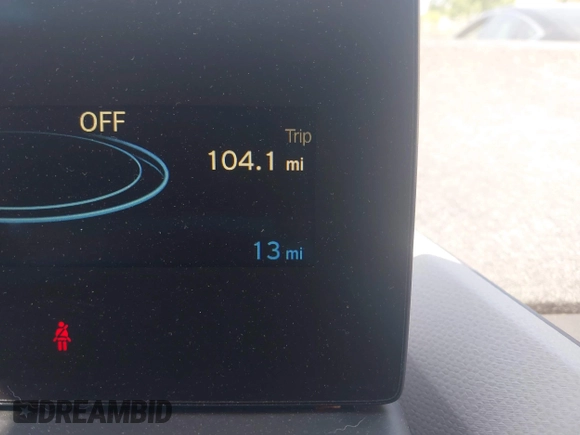 OFF
Trip
104.1 mi
13 mi
DREAMBID